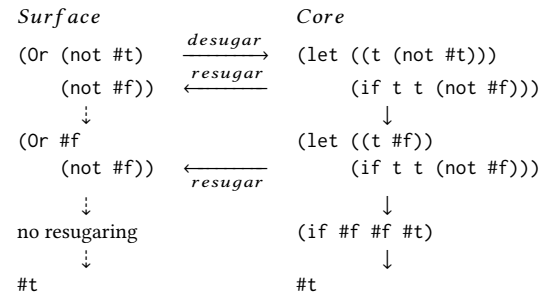 Surface Core
(Or (not #t) desugar (let ((t (not #t)))
(not #f)) resugar (if t t (not #f)))
(Or #f (let ((t #f))
(not #f)) resugar (if t t (not #f)))
no resugaring (if #f #f #t)
#t #t